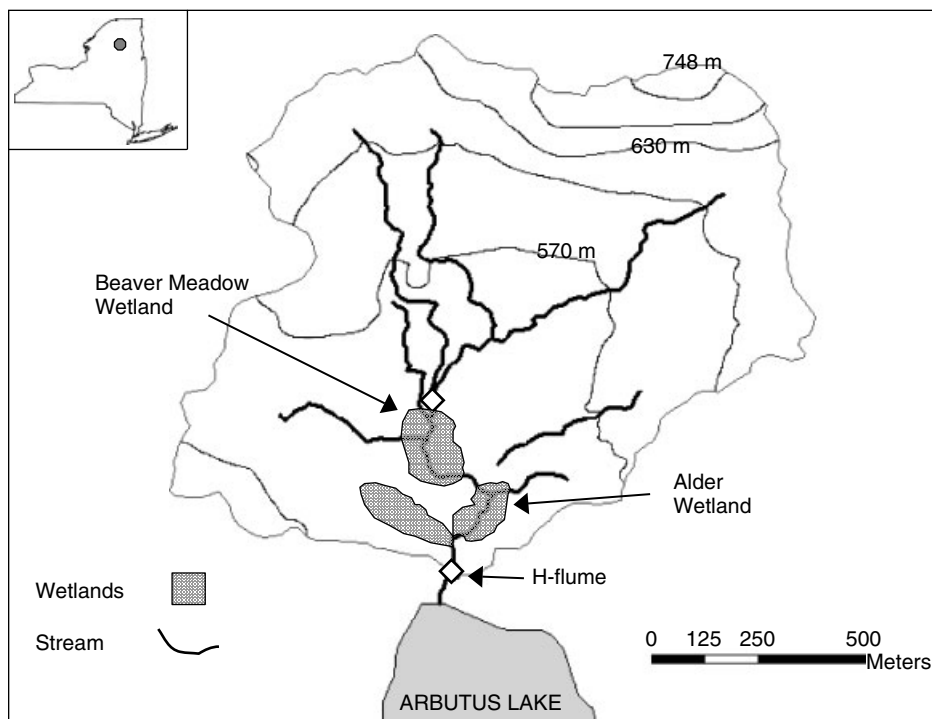 748 m
630 m
570 m
Beaver Meadow
Wetland
Alder
Wetland
H-flume
Wetlands
Stream
0 125 250 500
Meters
ARBUTUS LAKE